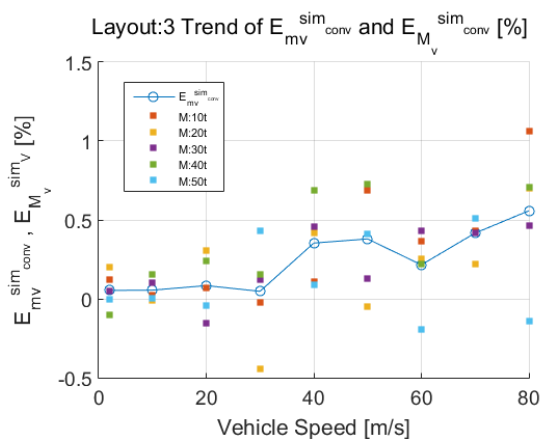 Layout:3 Trend of E_mv^sim_conv and E_M_v^sim_conv [%]
E_mv^sim_conv , E_M_v^sim_V [%]
1.5
1
0.5
0
-0.5
E_mv^sim_conv
M:10t
M:20t
M:30t
M:40t
M:50t
0 20 40 60 80
Vehicle Speed [m/s]